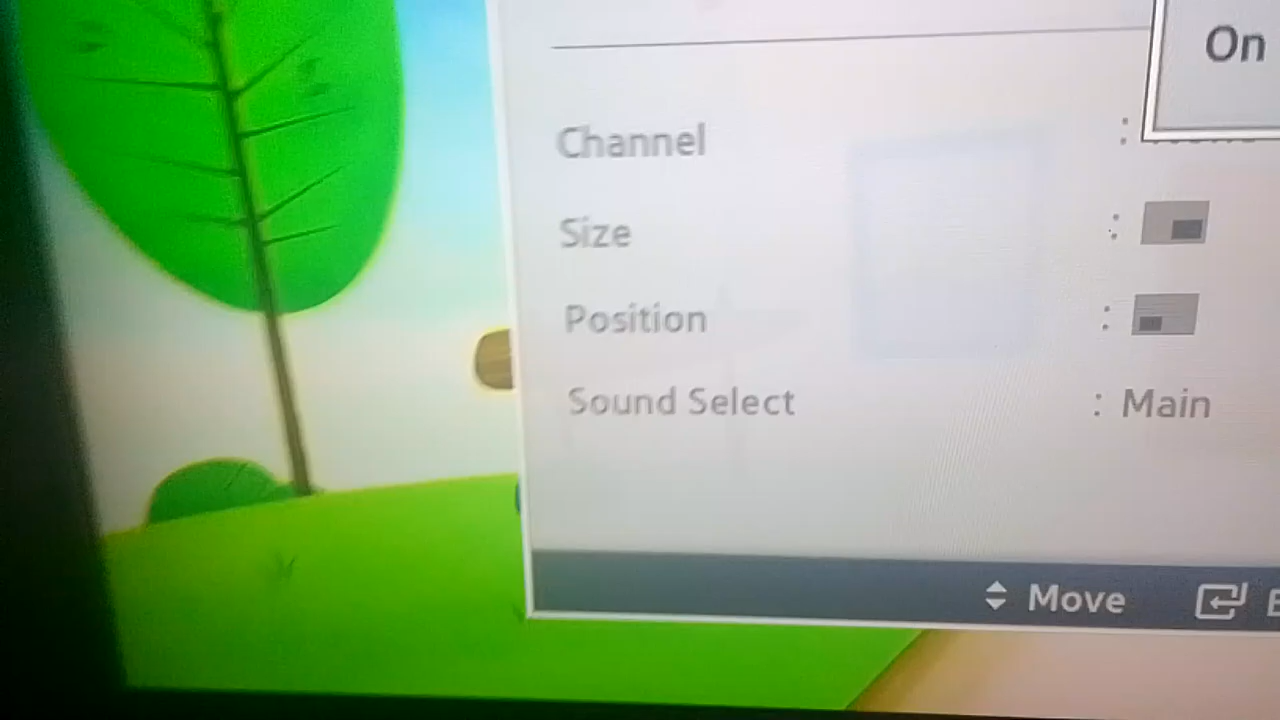 On
Channel :
Size :
Position :
Sound Select : Main
Move